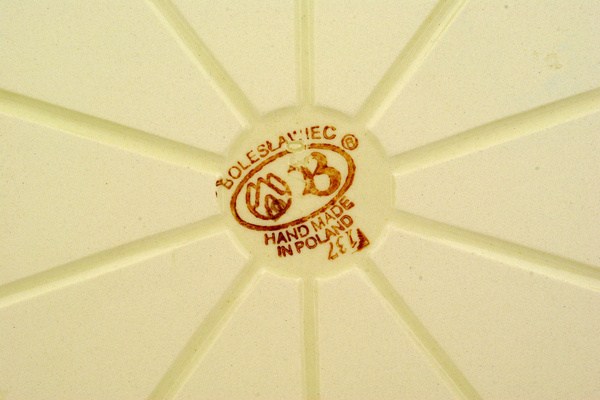 BOLESŁAWIEC ®
B
HAND MADE
IN POLAND
137